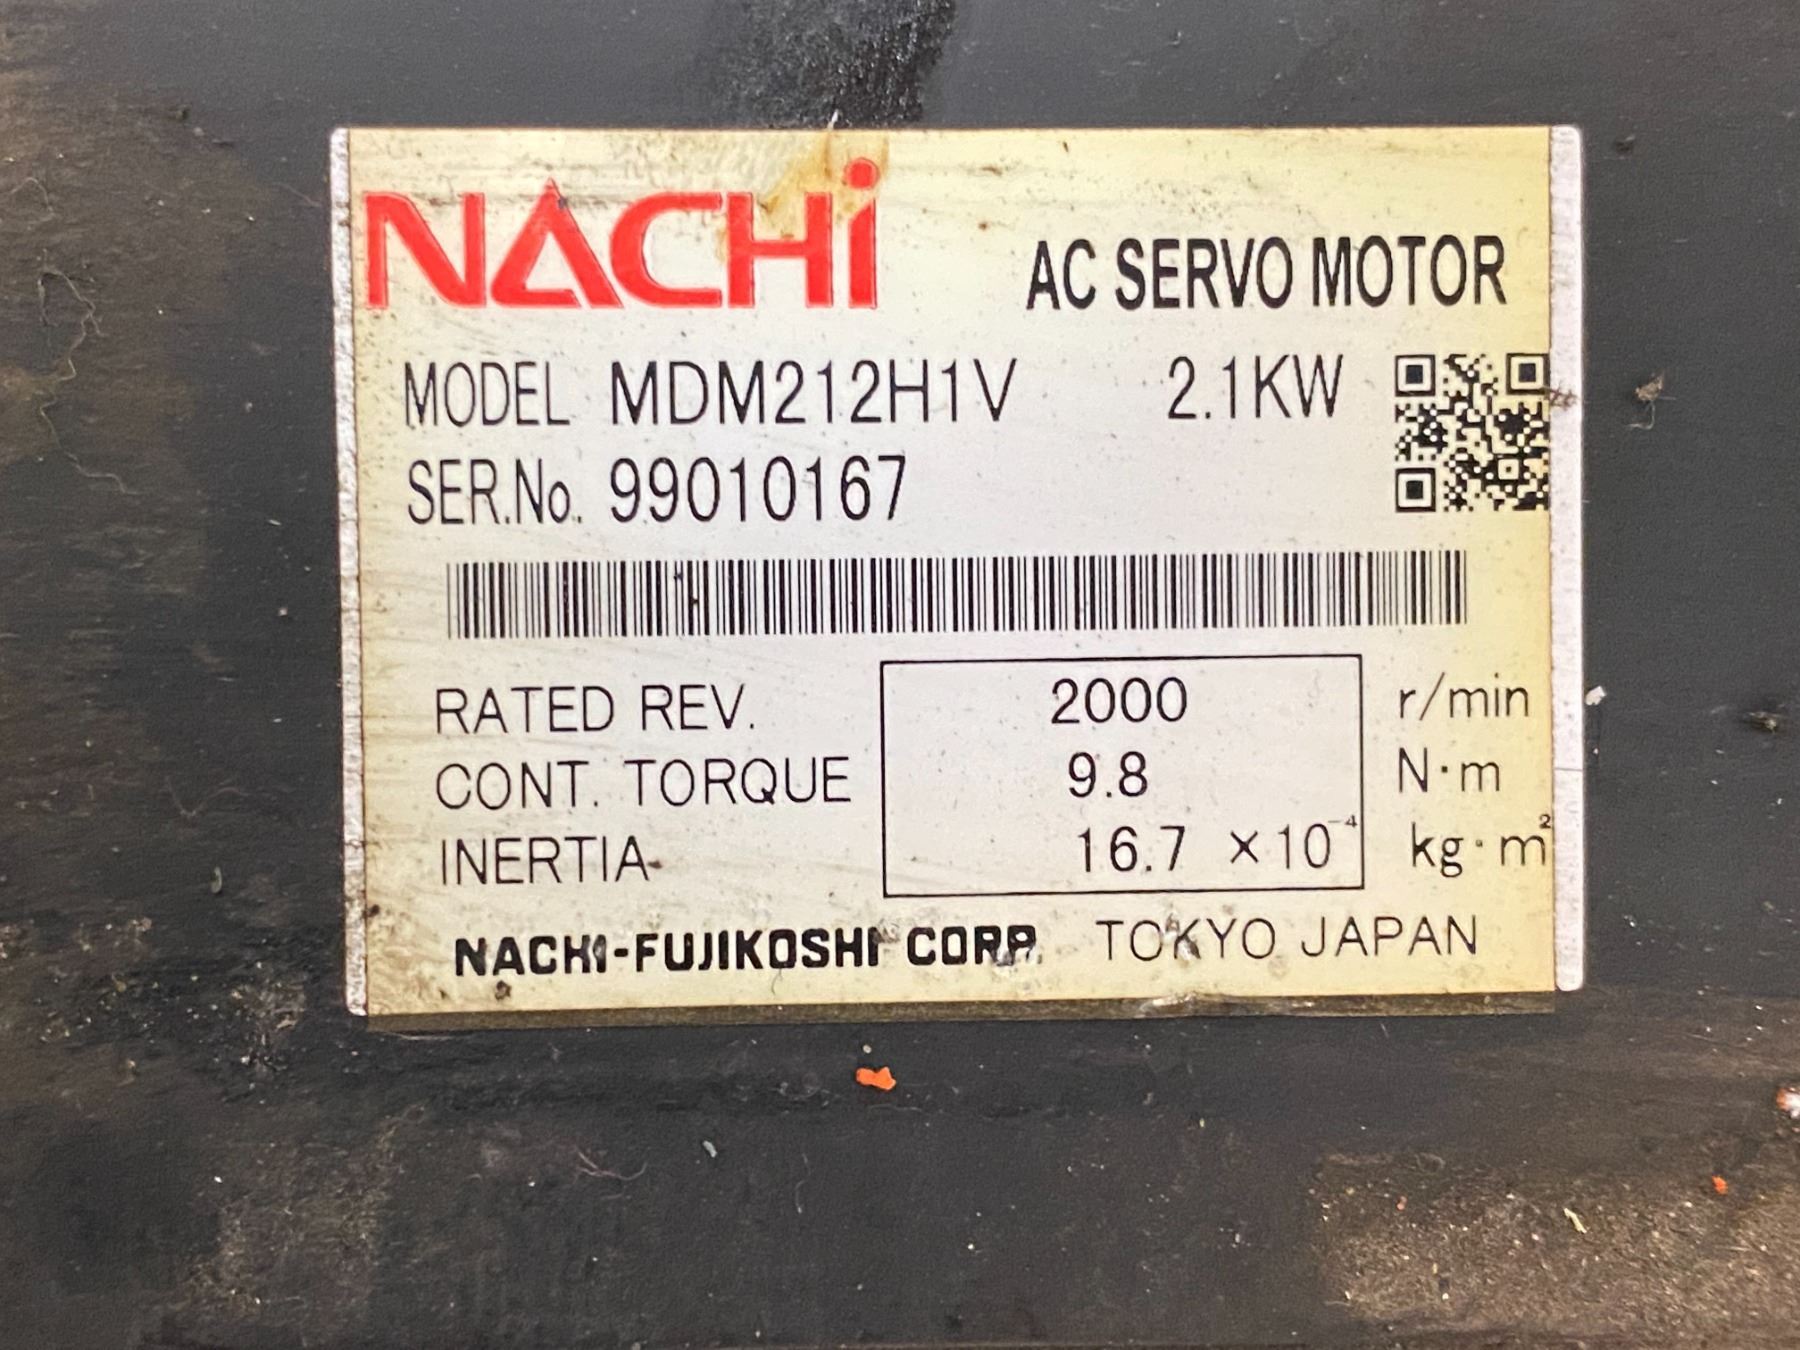 NACHi
AC SERVO MOTOR
MODEL MDM212H1V 2.1KW
SER.No. 99010167
RATED REV. 2000 r/min
CONT. TORQUE 9.8 N·m
INERTIA 16.7 ×10⁻⁴ kg·m²
NACHI-FUJIKOSHI CORP. TOKYO JAPAN